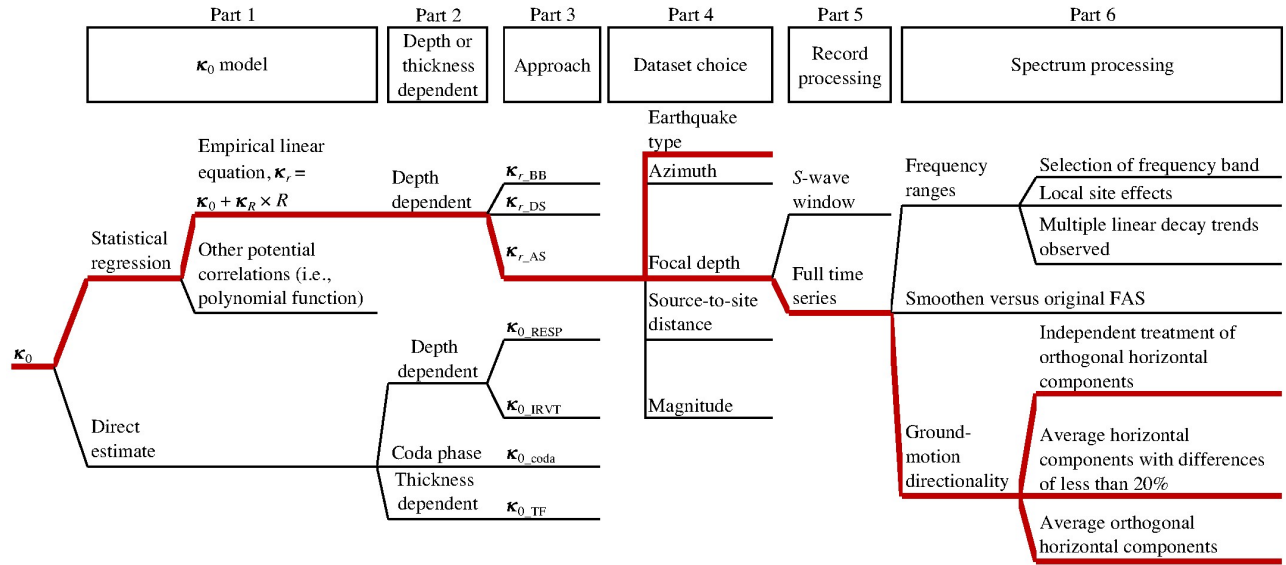 Part 1
Part 2
Part 3
Part 4
Part 5
Part 6
κ0 model
Depth or
thickness
dependent
Approach
Dataset choice
Record
processing
Spectrum processing
κ0
Statistical
regression
Direct
estimate
Empirical linear
equation, κr =
κ0 + κR × R
Other potential
correlations (i.e.,
polynomial function)
Depth
dependent
Depth
dependent
Coda phase
Thickness
dependent
κr_BB
κr_DS
κr_AS
κ0_RESP
κ0_IRVT
κ0_coda
κ0_TF
Earthquake
type
Azimuth
Focal depth
Source-to-site
distance
Magnitude
S-wave
window
Full time
series
Frequency
ranges
Selection of frequency band
Local site effects
Multiple linear decay trends
observed
Smoothen versus original FAS
Ground-
motion
directionality
Independent treatment of
orthogonal horizontal
components
Average horizontal
components with differences
of less than 20%
Average orthogonal
horizontal components